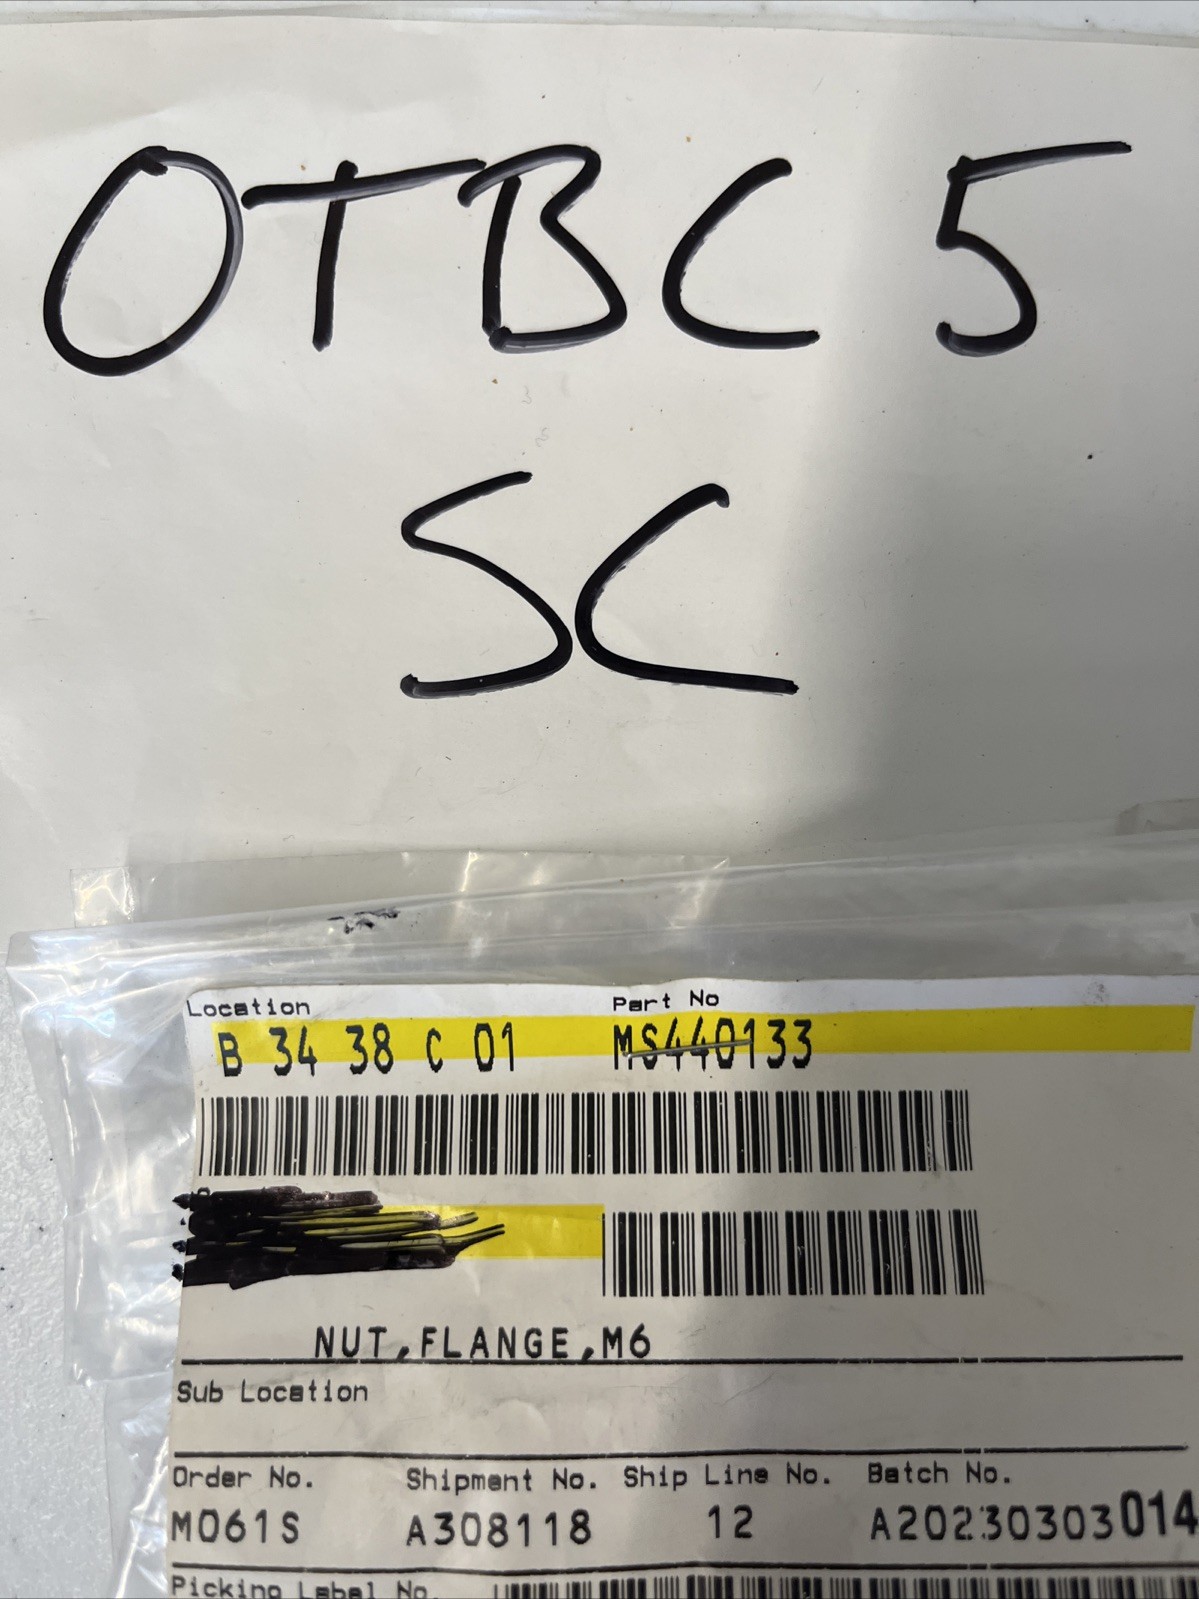 OTBC 5
SC
Location Part No
B 34 38 C 01 MS440133
NUT,FLANGE,M6
Sub Location
Order No. Shipment No. Ship Line No. Batch No.
M061S A308118 12 A20230303014
Picking Label No.